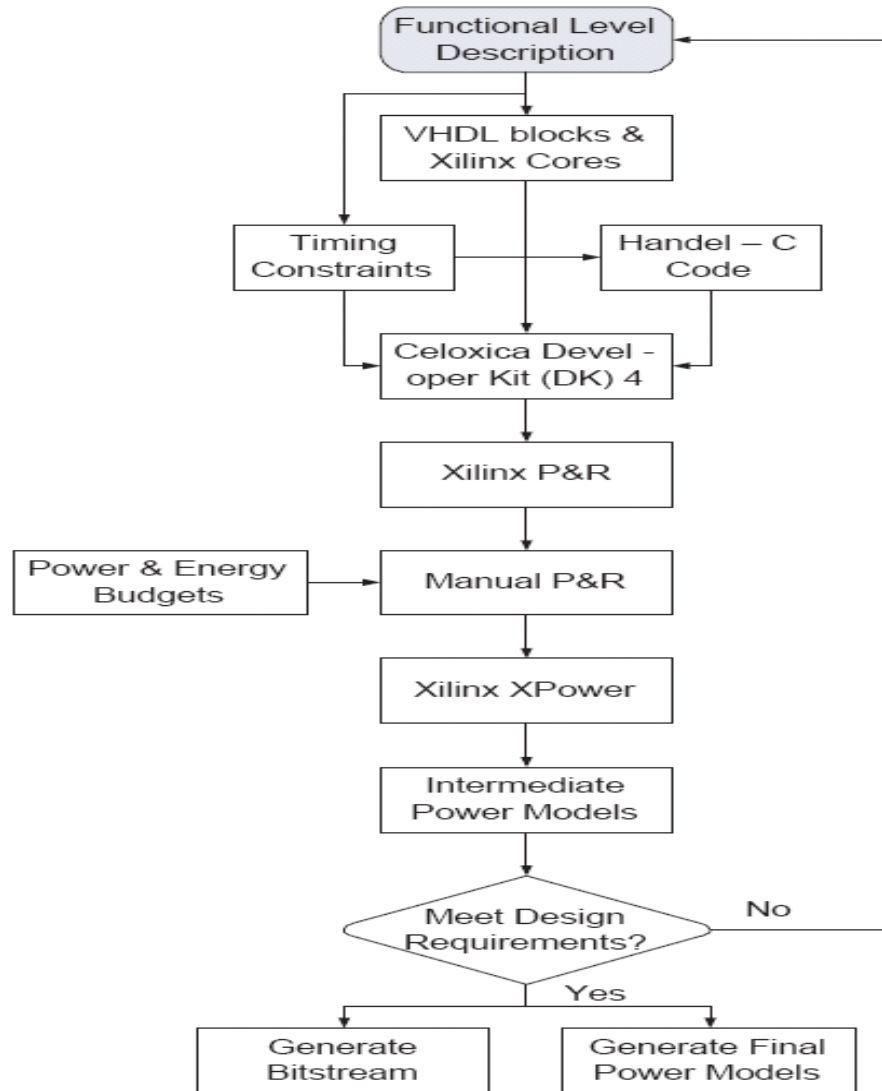 Functional Level
Description
VHDL blocks &
Xilinx Cores
Timing
Constraints
Handel – C
Code
Celoxica Devel -
oper Kit (DK) 4
Xilinx P&R
Power & Energy
Budgets
Manual P&R
Xilinx XPower
Intermediate
Power Models
Meet Design
Requirements?
No
Yes
Generate
Bitstream
Generate Final
Power Models